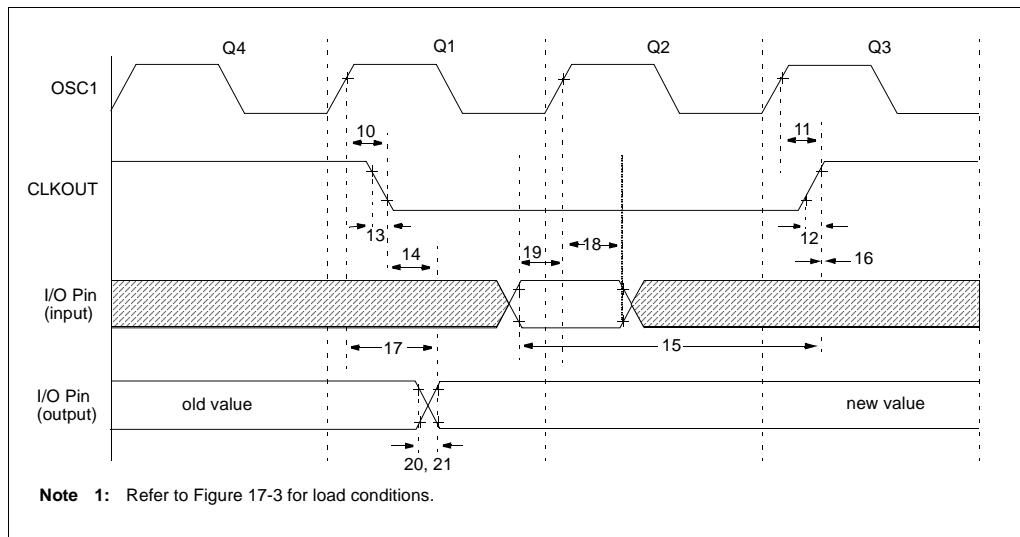 Q4 Q1 Q2 Q3
OSC1
10 11
CLKOUT
13 12
14 19 18 16
I/O Pin
(input)
17 15
I/O Pin
(output)
old value new value
20, 21
Note 1: Refer to Figure 17-3 for load conditions.